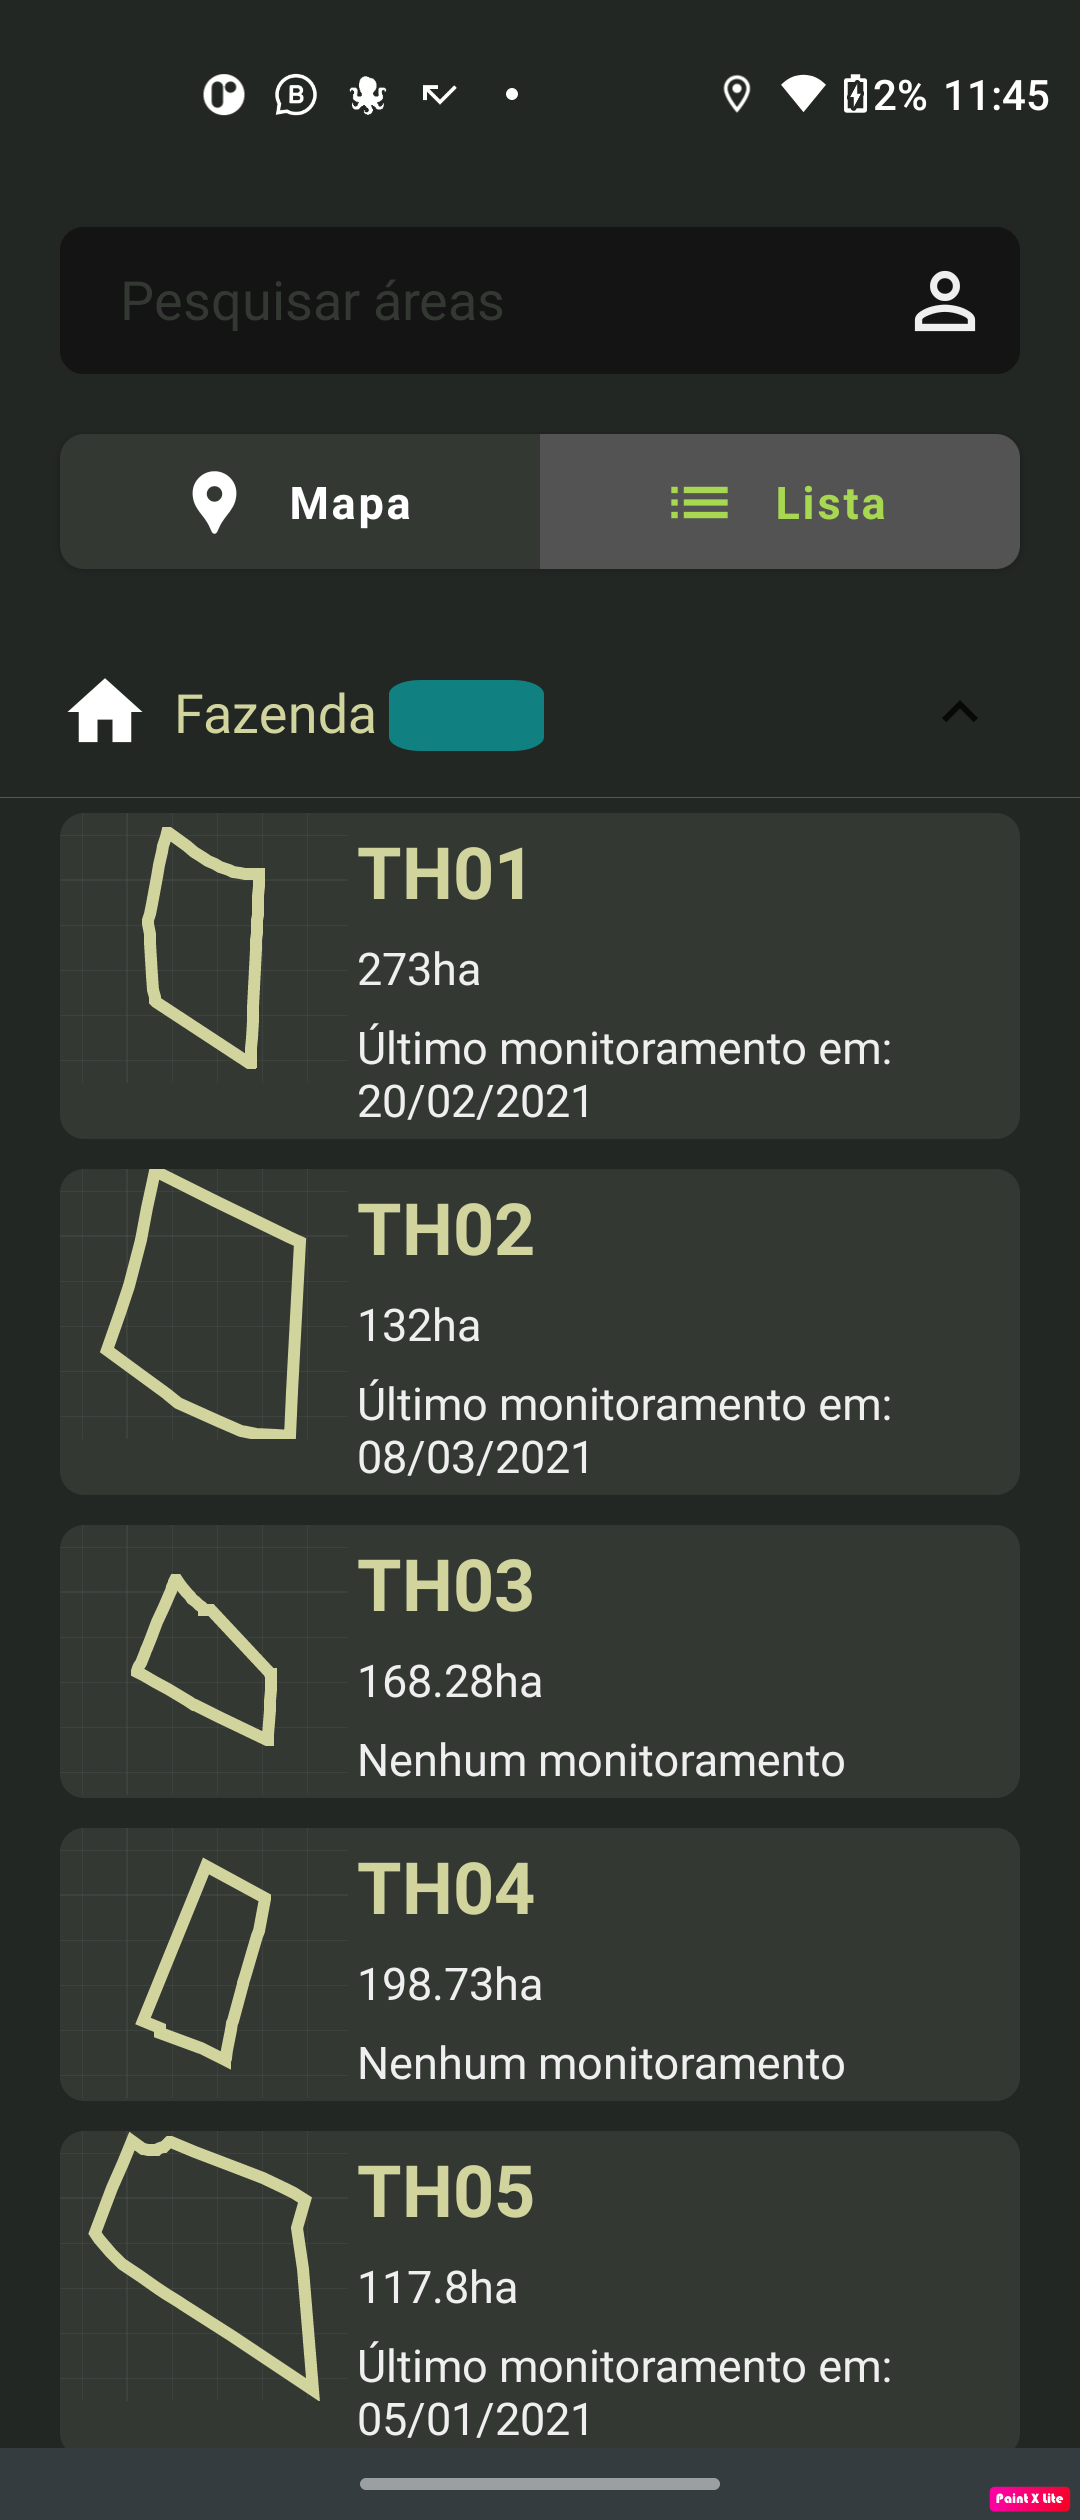 2% 11:45
Pesquisar áreas
Mapa
Lista
Fazenda
TH01
273ha
Último monitoramento em:
20/02/2021
TH02
132ha
Último monitoramento em:
08/03/2021
TH03
168.28ha
Nenhum monitoramento
TH04
198.73ha
Nenhum monitoramento
TH05
117.8ha
Último monitoramento em:
05/01/2021
Paint X Lite